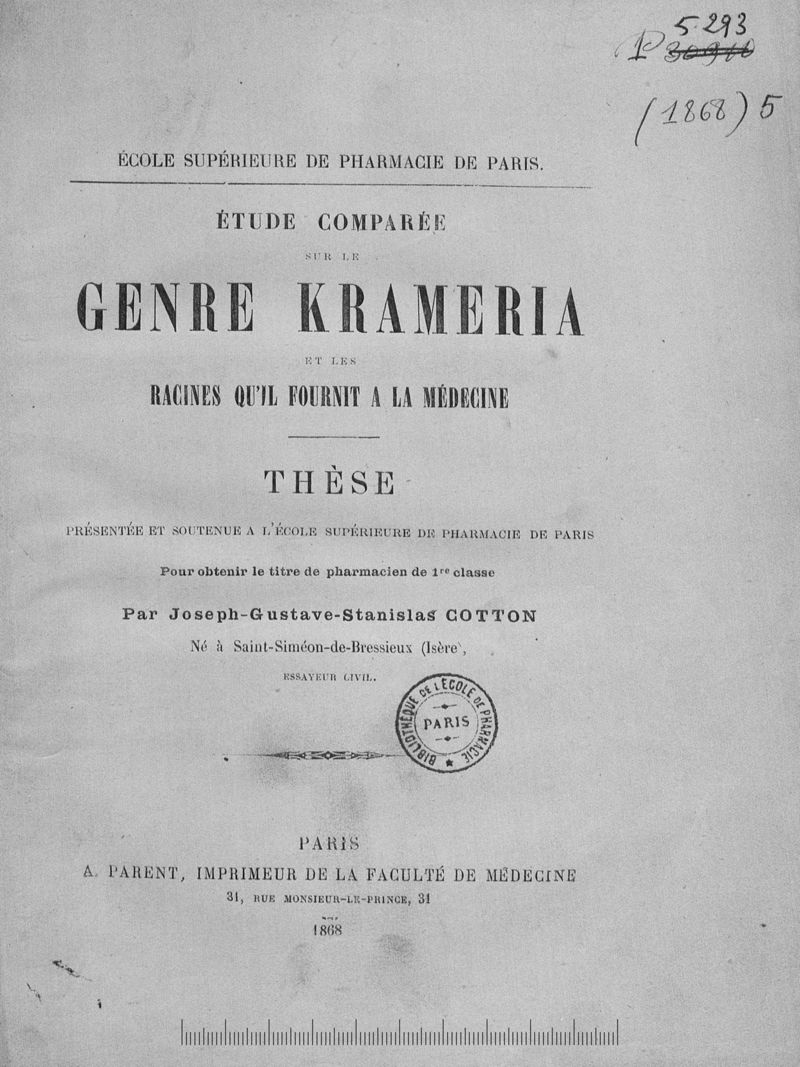 5.293
P 30910
(1868) 5
ÉCOLE SUPÉRIEURE DE PHARMACIE DE PARIS.
ÉTUDE COMPARÉE
SUR LE
GENRE KRAMERIA
ET LES
RACINES QU'IL FOURNIT A LA MÉDECINE
THÈSE
PRÉSENTÉE ET SOUTENUE A L'ÉCOLE SUPÉRIEURE DE PHARMACIE DE PARIS
Pour obtenir le titre de pharmacien de 1re classe
Par Joseph-Gustave-Stanislas COTTON
Né à Saint-Siméon-de-Bressieux (Isère),
ESSAYEUR CIVIL.
BIBLIOTHÈQUE DE L'ÉCOLE DE PHARMACIE
PARIS
PARIS
A. PARENT, IMPRIMEUR DE LA FACULTÉ DE MÉDECINE
31, RUE MONSIEUR-LE-PRINCE, 31
1868